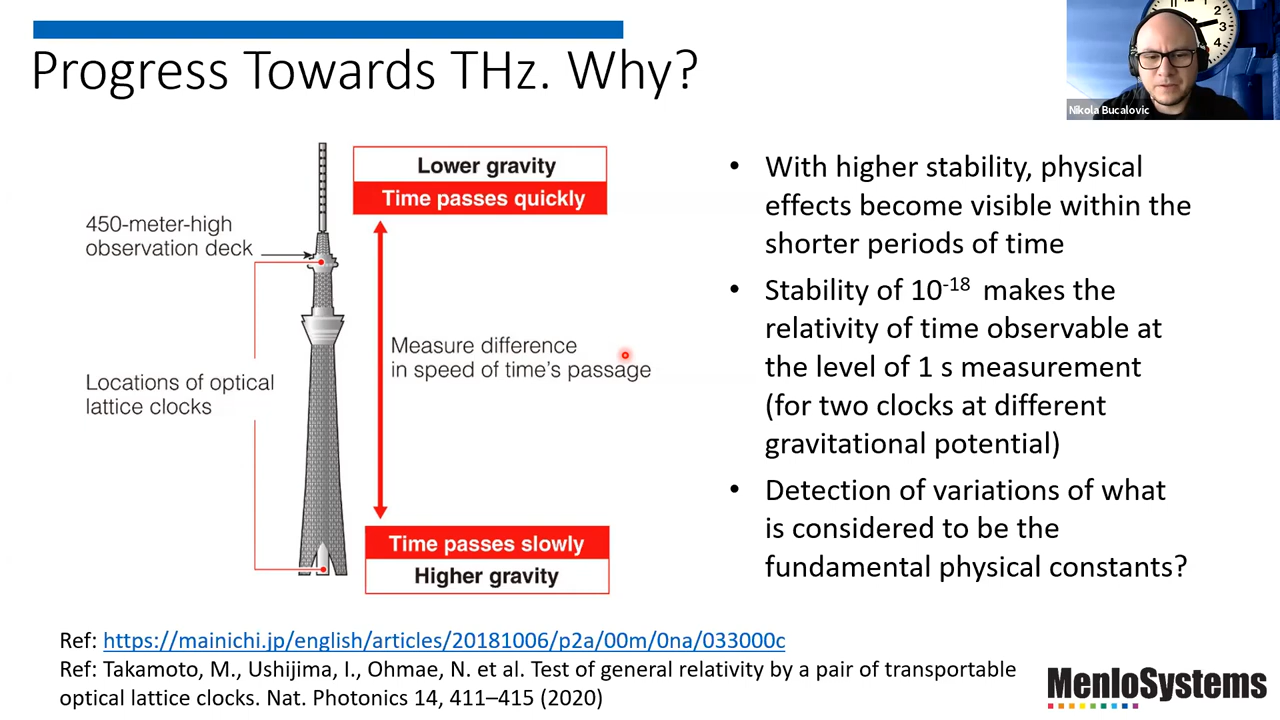 Progress Towards THz. Why?
Nikola Bucalovic
Lower gravity
Time passes quickly
450-meter-high
observation deck
Measure difference
in speed of time's passage
Locations of optical
lattice clocks
Time passes slowly
Higher gravity
• With higher stability, physical
effects become visible within the
shorter periods of time
• Stability of 10⁻¹⁸ makes the
relativity of time observable at
the level of 1 s measurement
(for two clocks at different
gravitational potential)
• Detection of variations of what
is considered to be the
fundamental physical constants?
Ref: https://mainichi.jp/english/articles/20181006/p2a/00m/0na/033000c
Ref: Takamoto, M., Ushijima, I., Ohmae, N. et al. Test of general relativity by a pair of transportable
optical lattice clocks. Nat. Photonics 14, 411–415 (2020)
MenloSystems